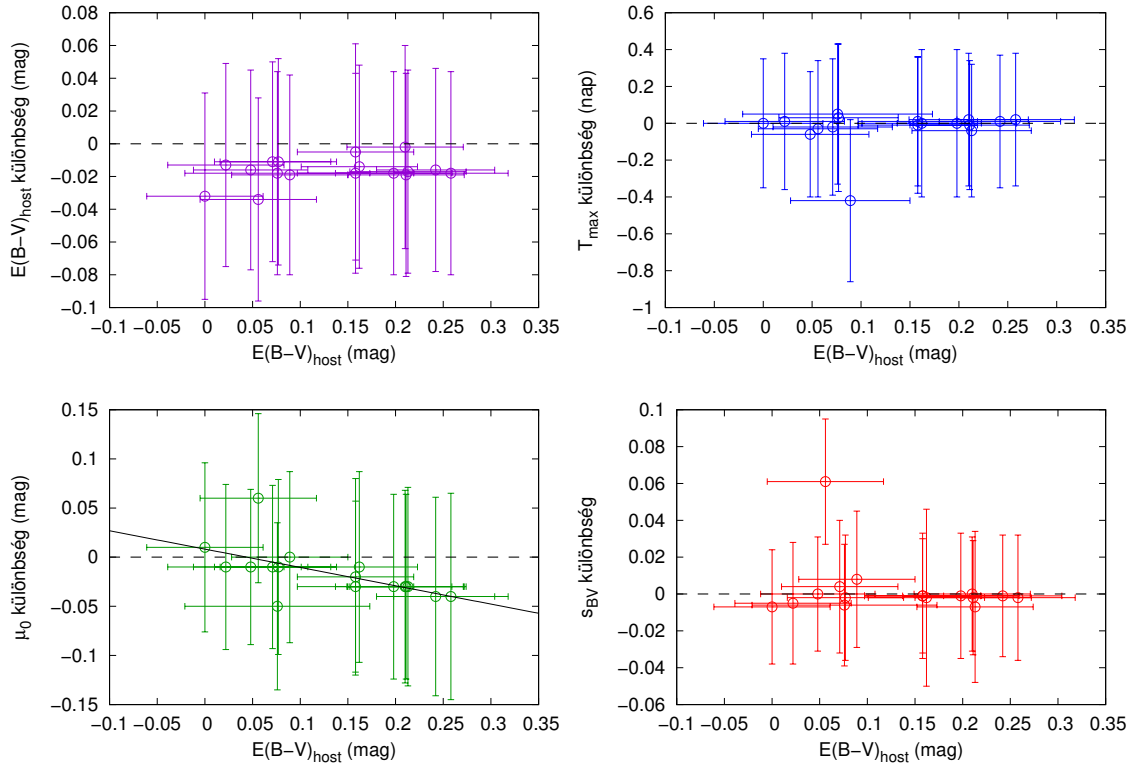 0.08
0.06
0.04
0.02
0
−0.02
−0.04
−0.06
−0.08
−0.1
E(B−V)host különbség (mag)
−0.1 −0.05 0 0.05 0.1 0.15 0.2 0.25 0.3 0.35
E(B−V)host (mag)
0.6
0.4
0.2
0
−0.2
−0.4
−0.6
−0.8
−1
Tmax különbség (nap)
−0.1 −0.05 0 0.05 0.1 0.15 0.2 0.25 0.3 0.35
E(B−V)host (mag)
0.15
0.1
0.05
0
−0.05
−0.1
−0.15
μ0 különbség (mag)
−0.1 −0.05 0 0.05 0.1 0.15 0.2 0.25 0.3 0.35
E(B−V)host (mag)
0.1
0.08
0.06
0.04
0.02
0
−0.02
−0.04
−0.06
sBV különbség
−0.1 −0.05 0 0.05 0.1 0.15 0.2 0.25 0.3 0.35
E(B−V)host (mag)